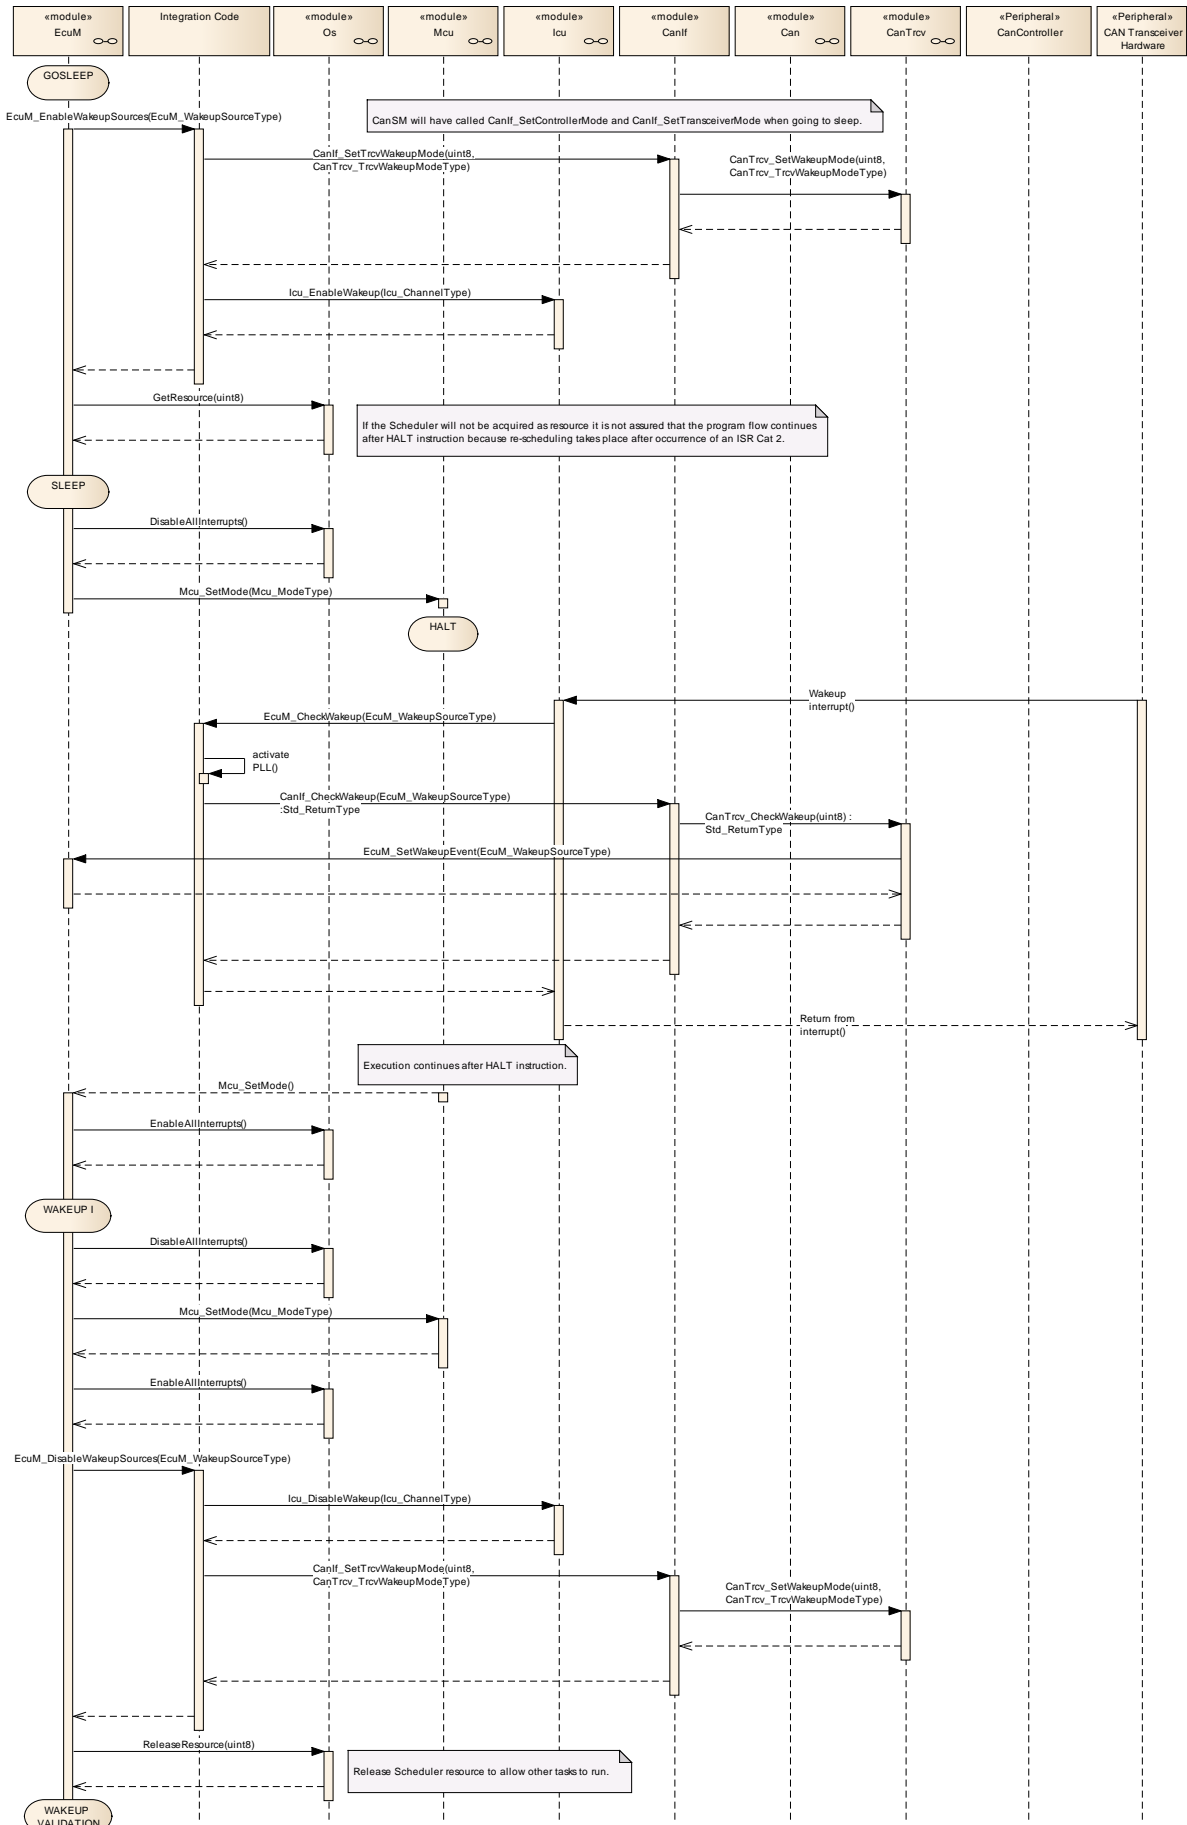 «module»
EcuM
Integration Code
«module»
Os
«module»
Mcu
«module»
Icu
«module»
CanIf
«module»
Can
«module»
CanTrcv
«Peripheral»
CanController
«Peripheral»
CAN Transceiver
Hardware
GOSLEEP
EcuM_EnableWakeupSources(EcuM_WakeupSourceType)
CanSM will have called CanIf_SetControllerMode and CanIf_SetTransceiverMode when going to sleep.
CanIf_SetTrcvWakeupMode(uint8,
CanTrcv_TrcvWakeupModeType)
CanTrcv_SetWakeupMode(uint8,
CanTrcv_TrcvWakeupModeType)
Icu_EnableWakeup(Icu_ChannelType)
GetResource(uint8)
If the Scheduler will not be acquired as resource it is not assured that the program flow continues
after HALT instruction because re-scheduling takes place after occurrence of an ISR Cat 2.
SLEEP
DisableAllInterrupts()
Mcu_SetMode(Mcu_ModeType)
HALT
Wakeup
interrupt()
EcuM_CheckWakeup(EcuM_WakeupSourceType)
activate
PLL()
CanIf_CheckWakeup(EcuM_WakeupSourceType)
:Std_ReturnType
CanTrcv_CheckWakeup(uint8) :
Std_ReturnType
EcuM_SetWakeupEvent(EcuM_WakeupSourceType)
Return from
interrupt()
Execution continues after HALT instruction.
Mcu_SetMode()
EnableAllInterrupts()
WAKEUP I
DisableAllInterrupts()
Mcu_SetMode(Mcu_ModeType)
EnableAllInterrupts()
EcuM_DisableWakeupSources(EcuM_WakeupSourceType)
Icu_DisableWakeup(Icu_ChannelType)
CanIf_SetTrcvWakeupMode(uint8,
CanTrcv_TrcvWakeupModeType)
CanTrcv_SetWakeupMode(uint8,
CanTrcv_TrcvWakeupModeType)
ReleaseResource(uint8)
Release Scheduler resource to allow other tasks to run.
WAKEUP
VALIDATION